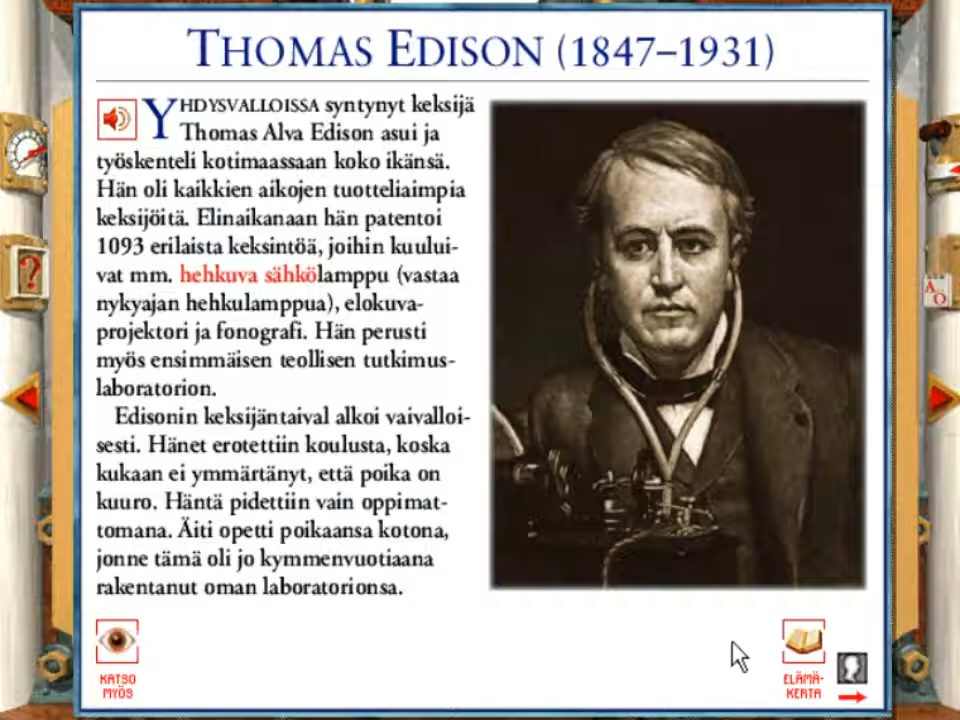 THOMAS EDISON (1847–1931)
YHDYSVALLOISSA syntynyt keksijä
Thomas Alva Edison asui ja
työskenteli kotimaassaan koko ikänsä.
Hän oli kaikkien aikojen tuotteliaimpia
keksijöitä. Elinaikanaan hän patentoi
1093 erilaista keksintöä, joihin kuului-
vat mm. hehkuva sähkölamppu (vastaa
nykyajan hehkulamppua), elokuva-
projektori ja fonografi. Hän perusti
myös ensimmäisen teollisen tutkimus-
laboratorion.
Edisonin keksijäntaival alkoi vaivalloi-
sesti. Hänet erotettiin koulusta, koska
kukaan ei ymmärtänyt, että poika on
kuuro. Häntä pidettiin vain oppimat-
tomana. Äiti opetti poikaansa kotona,
jonne tämä oli jo kymmenvuotiaana
rakentanut oman laboratorionsa.
KATSO
MYÖS
ELÄMÄ-
KERTA
?
A
Ö